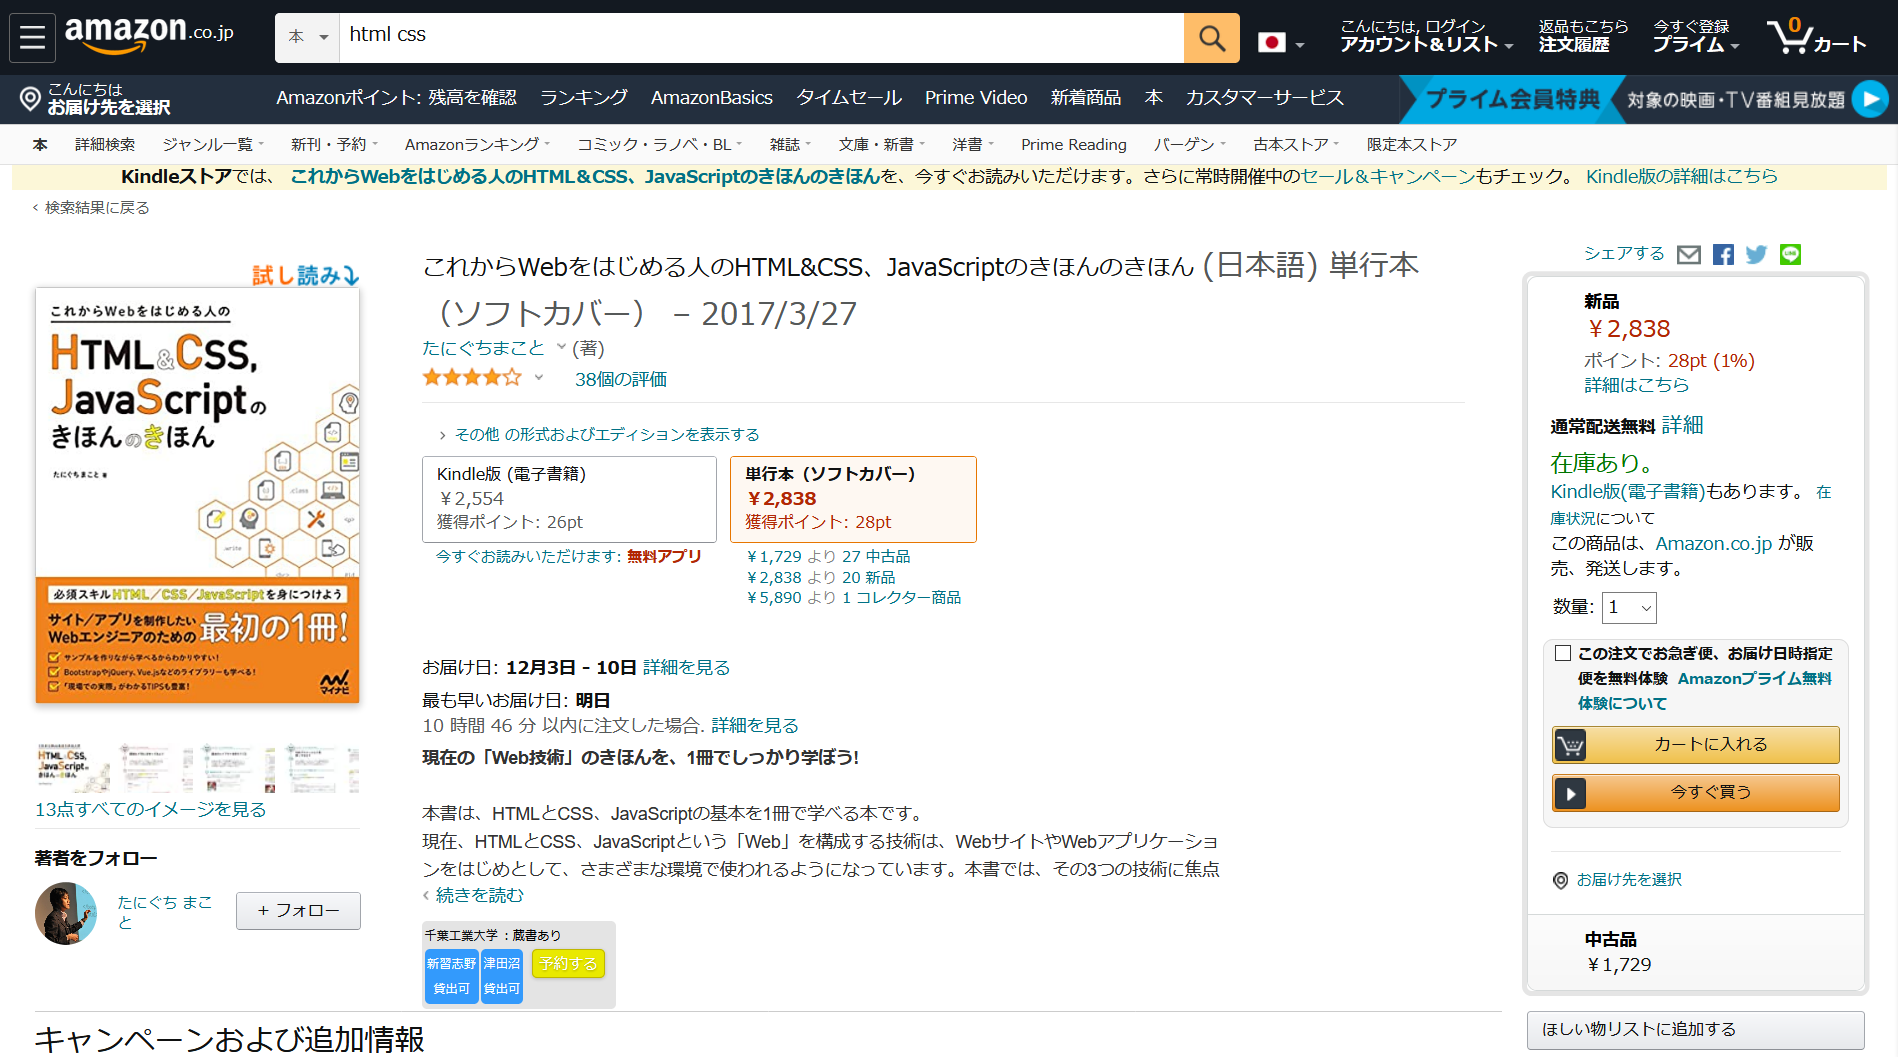 amazon.co.jp
本
html css
こんにちは, ログイン
アカウント＆リスト
返品もこちら
注文履歴
今すぐ登録
プライム
0
カート
こんにちは
お届け先を選択
Amazonポイント: 残高を確認 ランキング AmazonBasics タイムセール Prime Video 新着商品 本 カスタマーサービス
プライム会員特典 対象の映画・TV番組見放題
本 詳細検索 ジャンル一覧 新刊・予約 Amazonランキング コミック・ラノベ・BL 雑誌 文庫・新書 洋書 Prime Reading バーゲン 古本ストア 限定本ストア
Kindleストアでは、 これからWebをはじめる人のHTML＆CSS、JavaScriptのきほんのきほんを、今すぐお読みいただけます。さらに常時開催中のセール＆キャンペーンもチェック。 Kindle版の詳細はこちら
‹ 検索結果に戻る
試し読み
これからWebをはじめる人の
HTML&CSS,
JavaScriptの
きほんのきほん
たにぐちまこと 著
.class
.write
必須スキルHTML／CSS／JavaScriptを身につけよう
サイト/アプリを制作したい
Webエンジニアのための
最初の1冊!
サンプルを作りながら学べるからわかりやすい!
BootstrapやjQuery、Vue.jsなどのライブラリーも学べる!
「現場での実際」がわかるTIPSも豊富!
マイナビ
13点すべてのイメージを見る
著者をフォロー
たにぐち まこ
と
+ フォロー
これからWebをはじめる人のHTML&CSS、JavaScriptのきほんのきほん (日本語) 単行本
（ソフトカバー） – 2017/3/27
たにぐちまこと (著)
38個の評価
› その他 の形式およびエディションを表示する
Kindle版 (電子書籍)
￥2,554
獲得ポイント: 26pt
単行本（ソフトカバー）
￥2,838
獲得ポイント: 28pt
今すぐお読みいただけます: 無料アプリ
￥1,729 より 27 中古品
￥2,838 より 20 新品
￥5,890 より 1 コレクター商品
お届け日: 12月3日 - 10日 詳細を見る
最も早いお届け日: 明日
10 時間 46 分 以内に注文した場合. 詳細を見る
現在の「Web技術」のきほんを、1冊でしっかり学ぼう!
本書は、HTMLとCSS、JavaScriptの基本を1冊で学べる本です。
現在、HTMLとCSS、JavaScriptという「Web」を構成する技術は、WebサイトやWebアプリケーショ
ンをはじめとして、さまざまな環境で使われるようになっています。本書では、その3つの技術に焦点
‹ 続きを読む
千葉工業大学 ：蔵書あり
新習志野
貸出可
津田沼
貸出可
予約する
キャンペーンおよび追加情報
シェアする
新品
￥2,838
ポイント: 28pt (1%)
詳細はこちら
通常配送無料 詳細
在庫あり。
Kindle版(電子書籍)もあります。 在
庫状況について
この商品は、Amazon.co.jp が販
売、発送します。
数量: 1
この注文でお急ぎ便、お届け日時指定
便を無料体験 Amazonプライム無料
体験について
カートに入れる
今すぐ買う
お届け先を選択
中古品
￥1,729
ほしい物リストに追加する